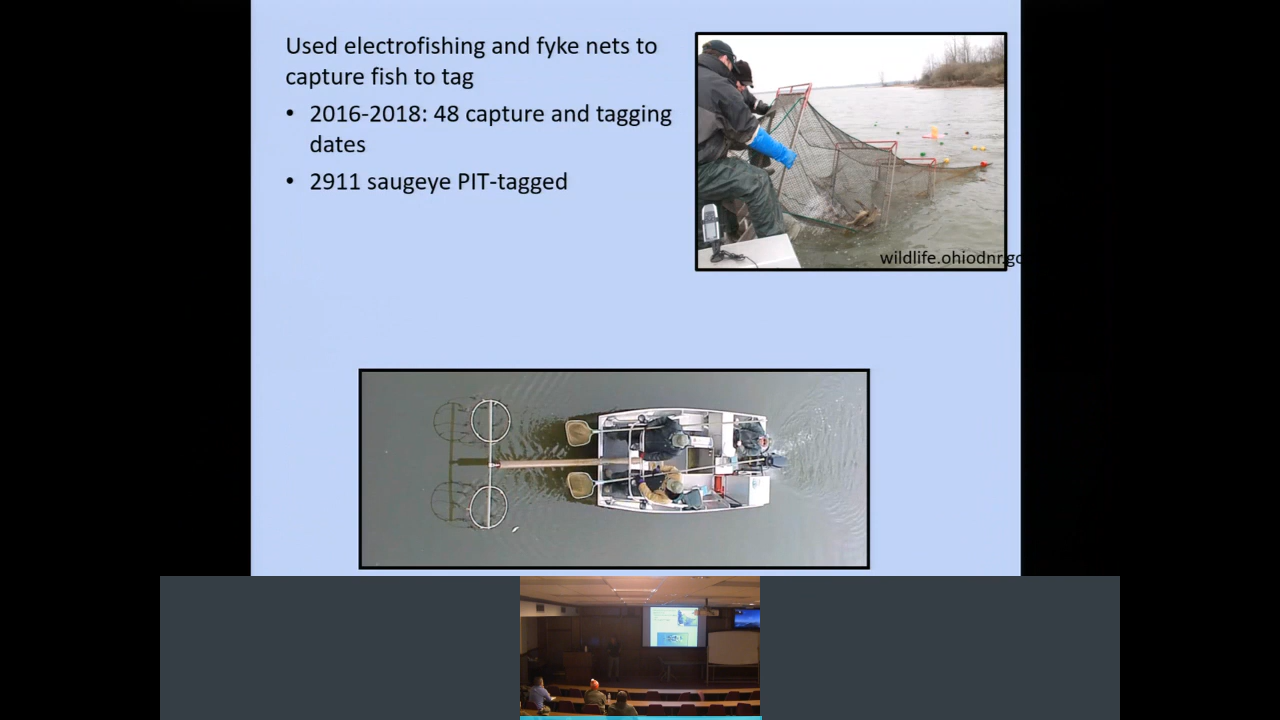 Used electrofishing and fyke nets to
capture fish to tag
• 2016-2018: 48 capture and tagging
dates
• 2911 saugeye PIT-tagged
wildlife.ohiodnr.go